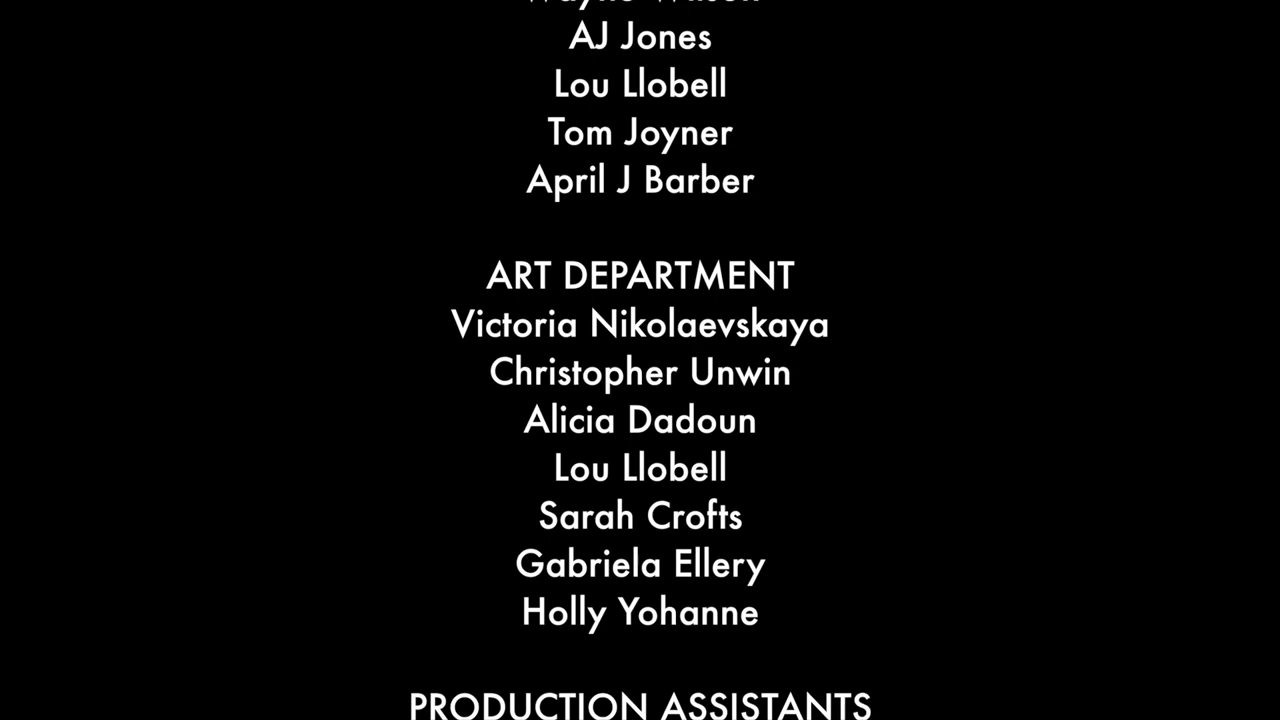 AJ Jones
Lou Llobell
Tom Joyner
April J Barber
ART DEPARTMENT
Victoria Nikolaevskaya
Christopher Unwin
Alicia Dadoun
Lou Llobell
Sarah Crofts
Gabriela Ellery
Holly Yohanne
PRODUCTION ASSISTANTS